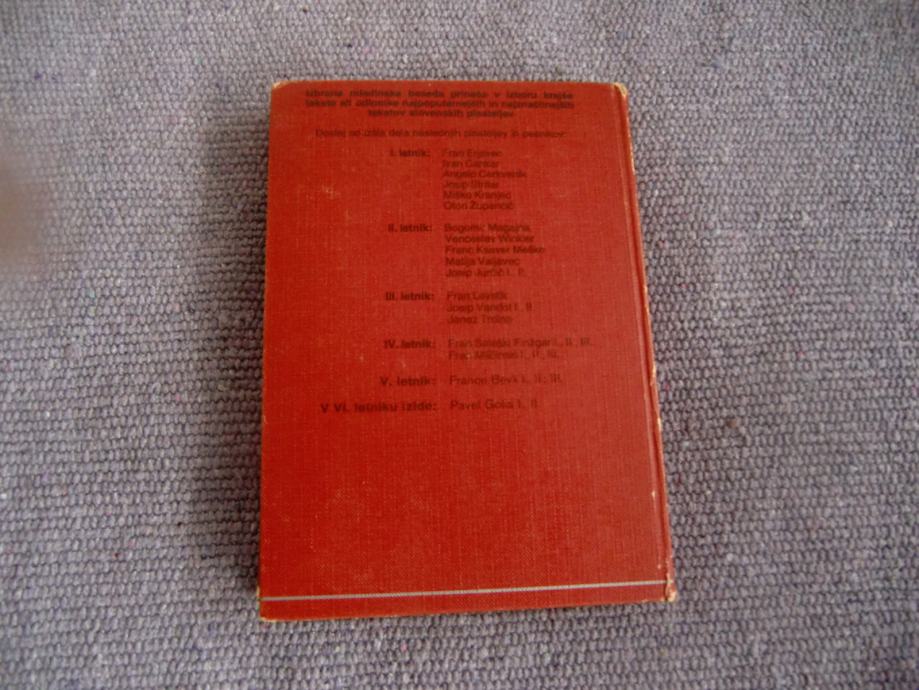 Izbrana mladinska beseda prinaša v izboru krajše
tekste ali odlomke najpopularnejših in najznačilnejših
tekstov slovenskih pisateljev.
Doslej so izšla dela naslednjih pisateljev in pesnikov:
I. letnik: Fran Erjavec
Ivan Cankar
Angelo Cerkvenik
Josip Stritar
Miško Kranjec
Oton Župančič
II. letnik: Bogomir Magajna
Venceslav Winkler
Franc Ksaver Meško
Matija Valjavec
Josip Jurčič I., II.
III. letnik: Fran Levstik
Josip Vandot I., II.
Janez Trdina
IV. letnik: Fran Saleški Finžgar I., II., III.
Fran Milčinski I., II., III.
V. letnik: France Bevk I., II., III.
V VI. letniku izide: Pavel Golia I., II.